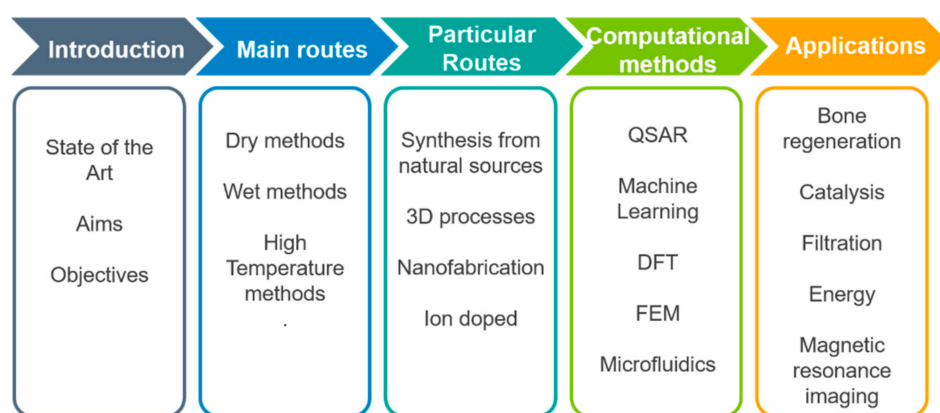 Introduction
Main routes
Particular
Routes
Computational
methods
Applications
State of the
Art
Aims
Objectives
Dry methods
Wet methods
High
Temperature
methods
.
Synthesis from
natural sources
3D processes
Nanofabrication
Ion doped
QSAR
Machine
Learning
DFT
FEM
Microfluidics
Bone
regeneration
Catalysis
Filtration
Energy
Magnetic
resonance
imaging